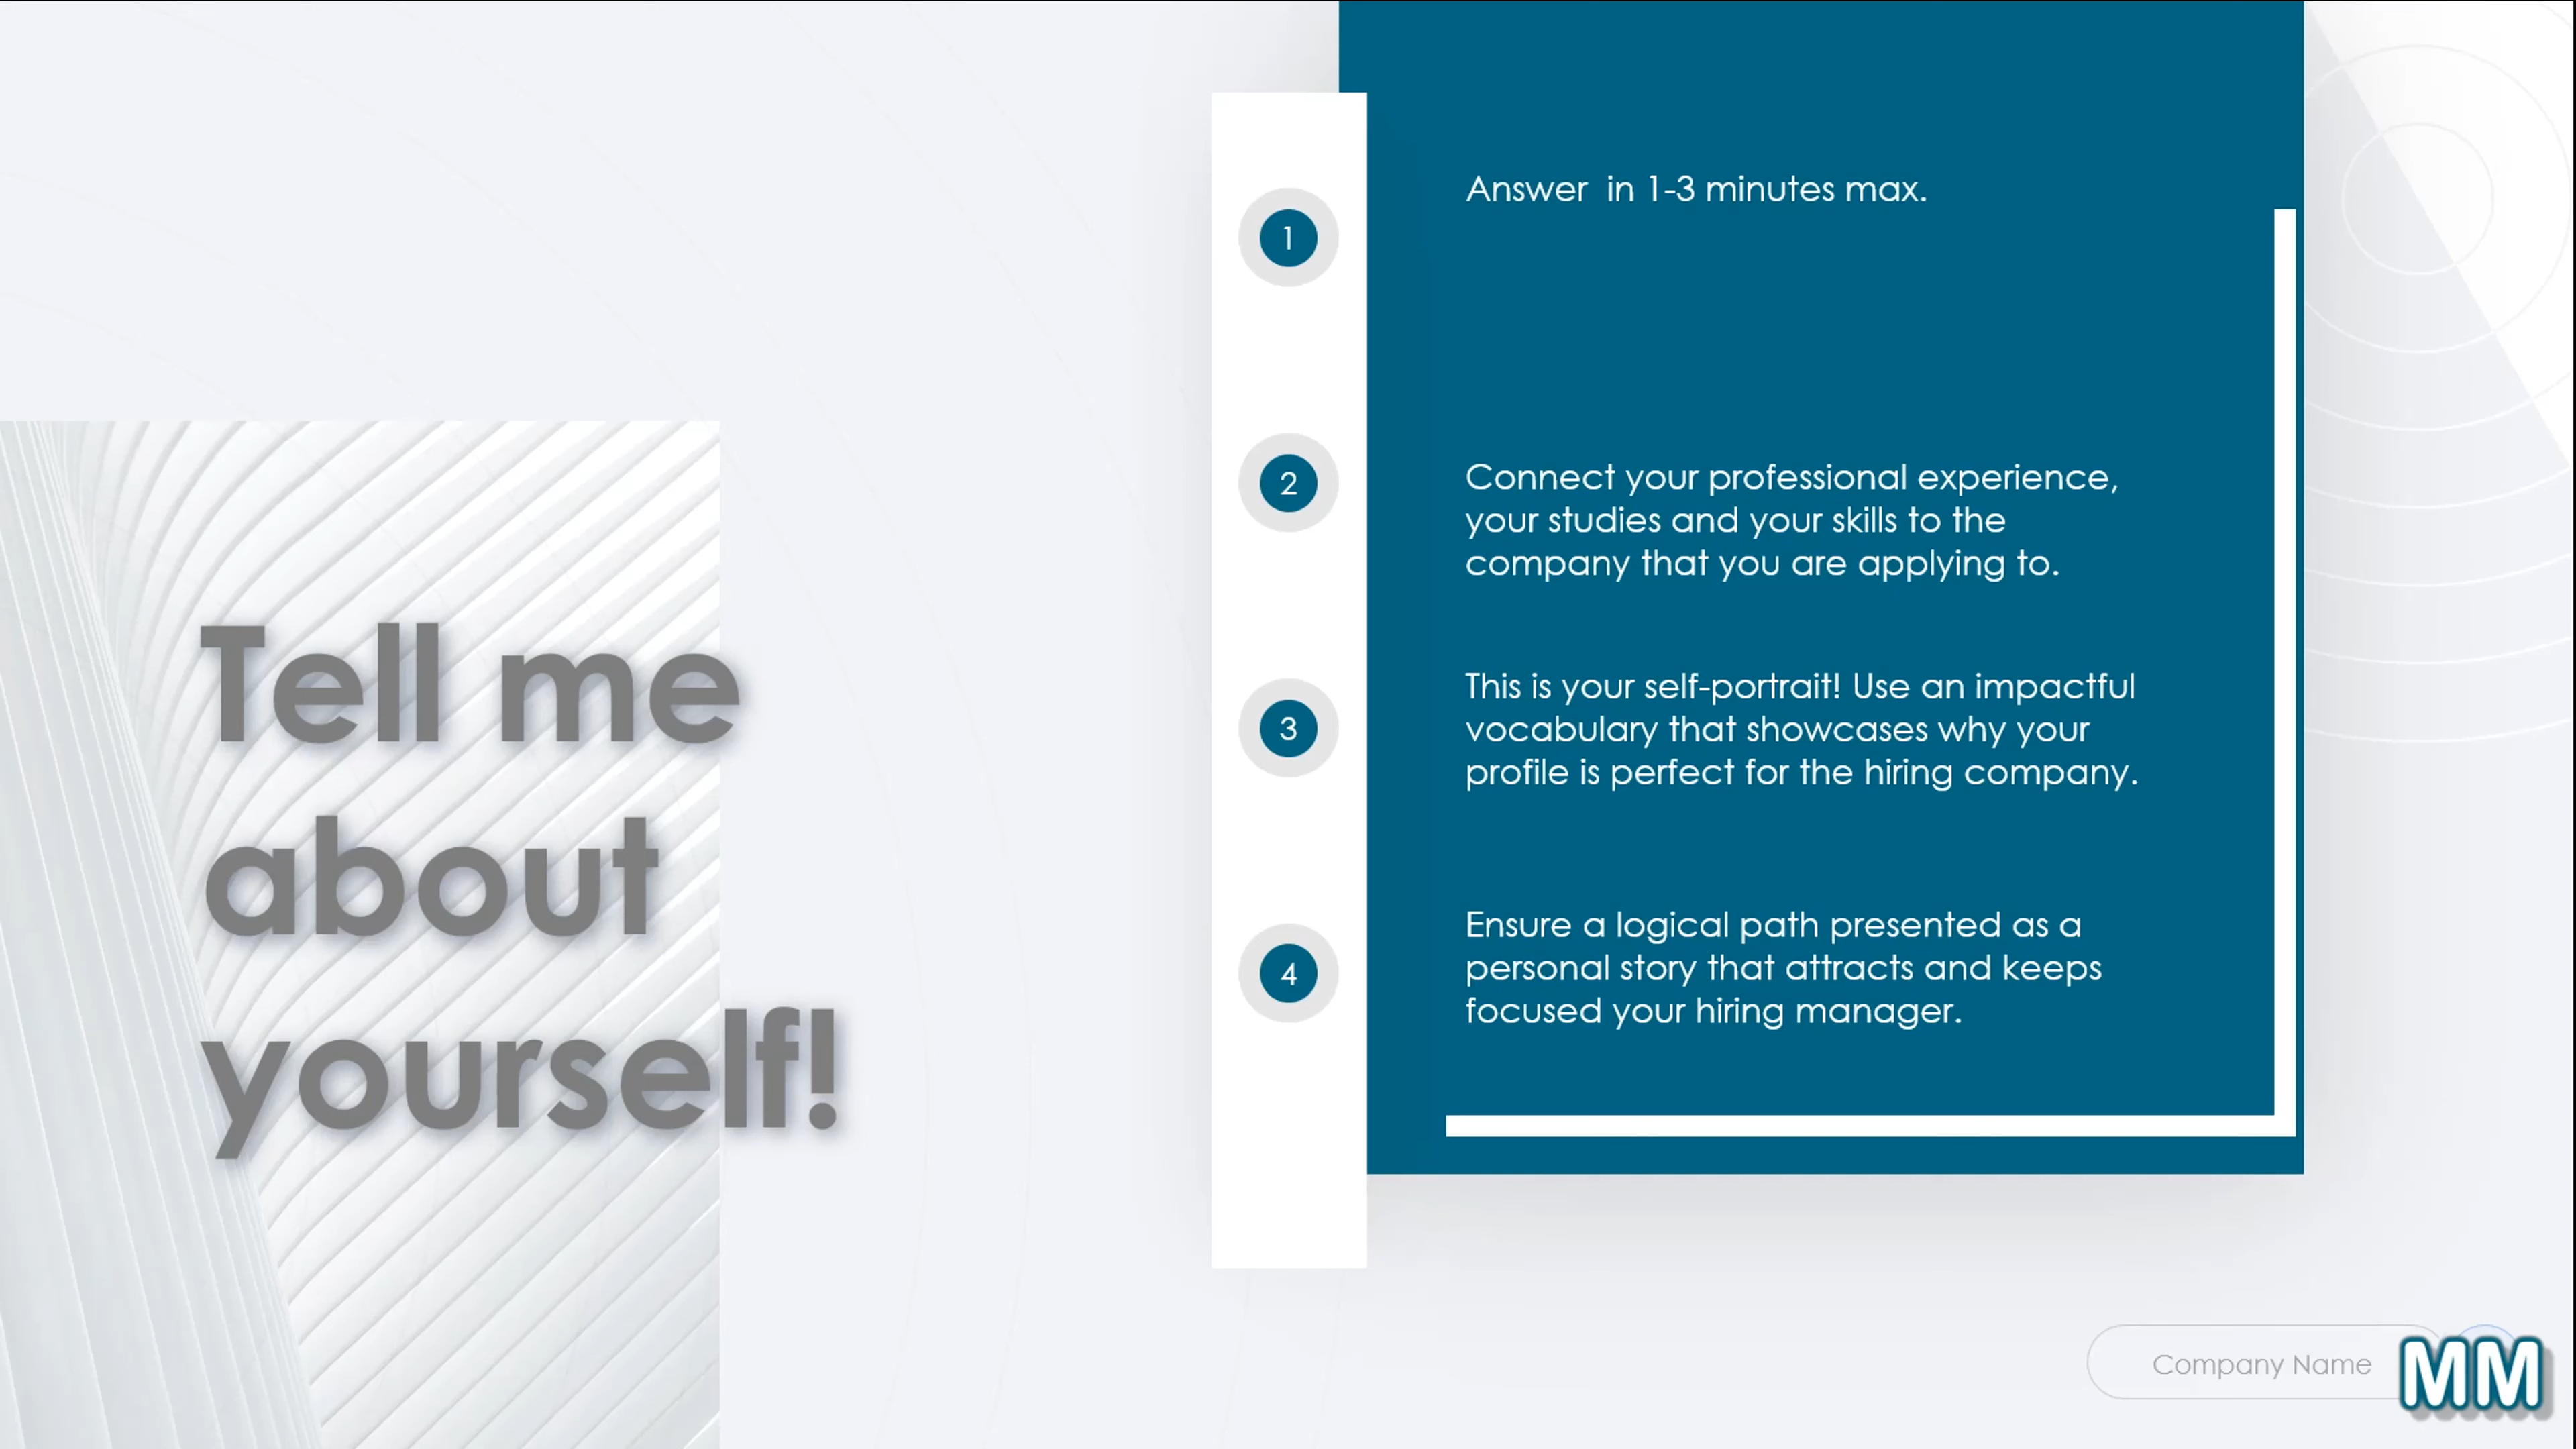 Tell me
about
yourself!
1
Answer  in 1-3 minutes max.
2
Connect your professional experience,
your studies and your skills to the
company that you are applying to.
3
This is your self-portrait! Use an impactful
vocabulary that showcases why your
profile is perfect for the hiring company.
4
Ensure a logical path presented as a
personal story that attracts and keeps
focused your hiring manager.
Company Name
MM